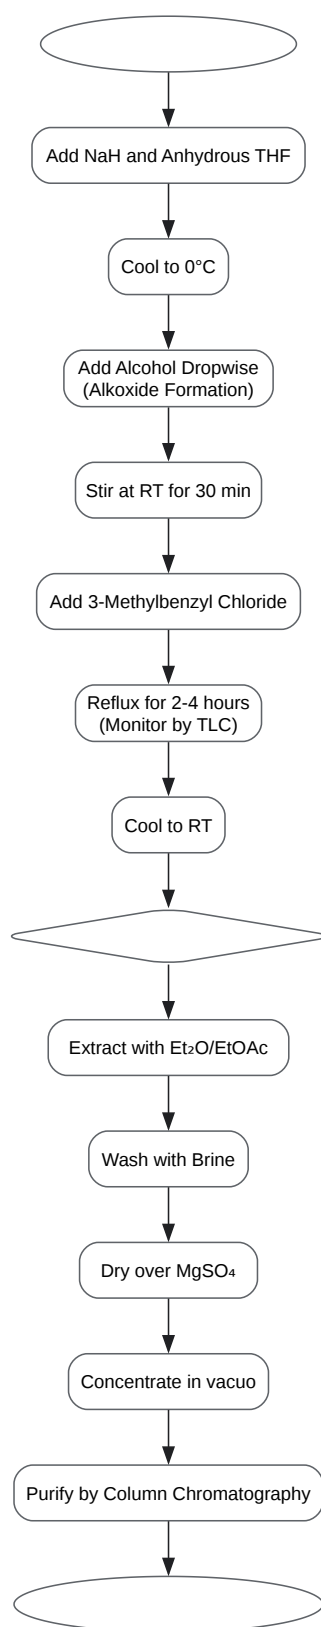 Add NaH and Anhydrous THF
Cool to 0°C
Add Alcohol Dropwise
(Alkoxide Formation)
Stir at RT for 30 min
Add 3-Methylbenzyl Chloride
Reflux for 2-4 hours
(Monitor by TLC)
Cool to RT
Extract with Et₂O/EtOAc
Wash with Brine
Dry over MgSO₄
Concentrate in vacuo
Purify by Column Chromatography